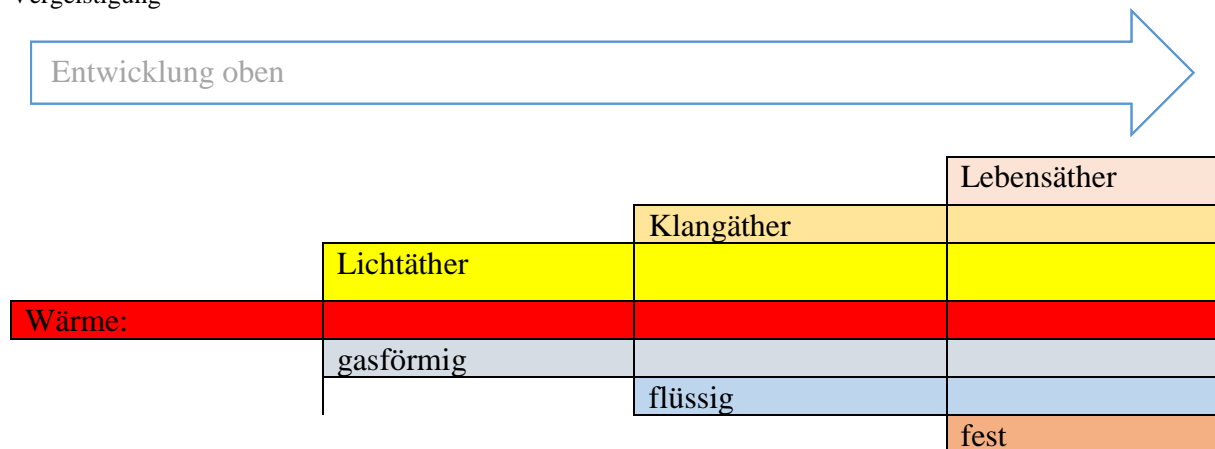 Vergeistigung
Entwicklung oben
Lebensäther
Klangäther
Lichtäther
Wärme:
gasförmig
flüssig
fest